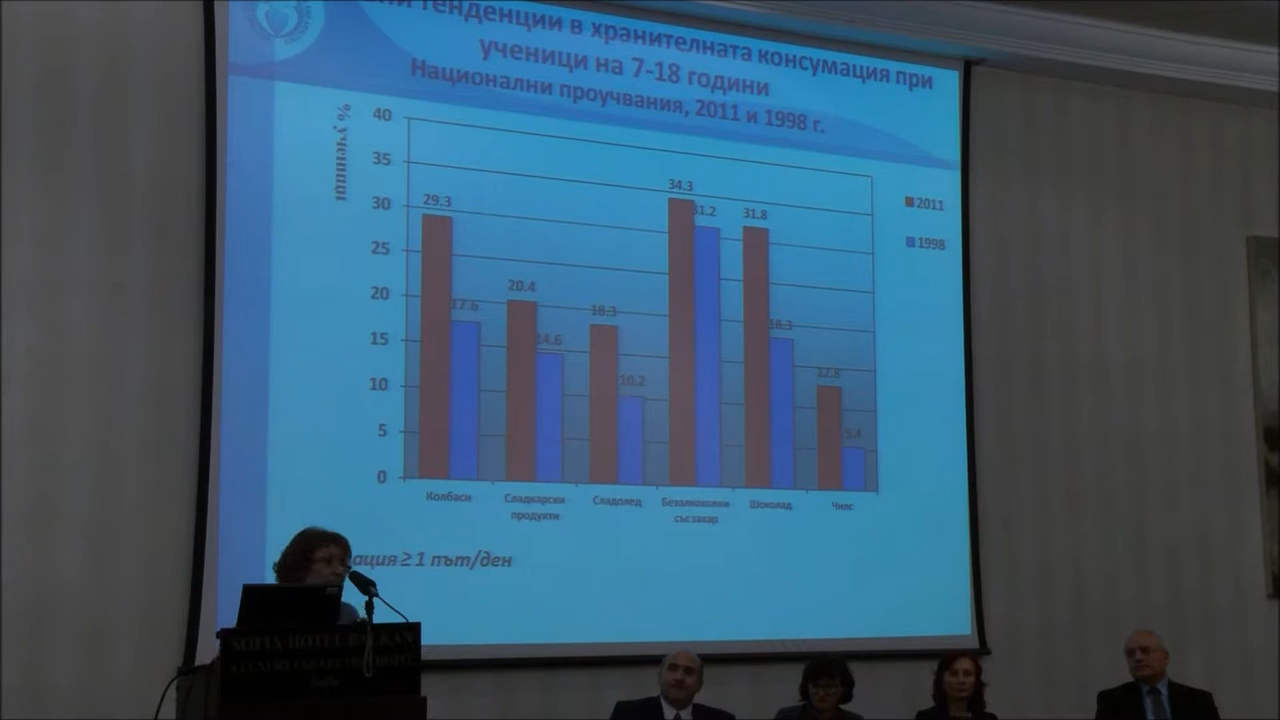 тенденции в хранителната консумация при
ученици на 7-18 години
Национални проучвания, 2011 и 1998 г.
% ученици
40
35
30
25
20
15
10
5
0
29.3
17.6
20.4
14.6
18.3
10.2
34.3
31.2
31.8
18.3
12.8
5.4
2011
1998
Колбаси
Сладкарски
продукти
Сладолед
Безалкохолни
със захар
Шоколад
Чипс
≥ 1 път/ден
SOFIA HOTEL BALKAN